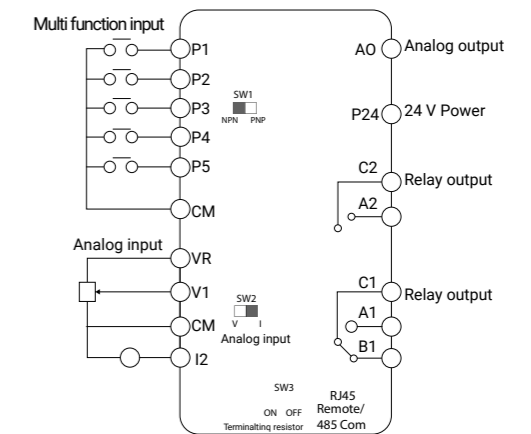 Multi function input
P1
P2
P3
P4
P5
CM
SW1
NPN PNP
Analog input
VR
V1
CM
I2
SW2
V I
Analog input
SW3
ON OFF
Terminalting resistor
RJ45
Remote/
485 Com
AO Analog output
P24 24 V Power
C2
Relay output
A2
C1
Relay output
A1
B1